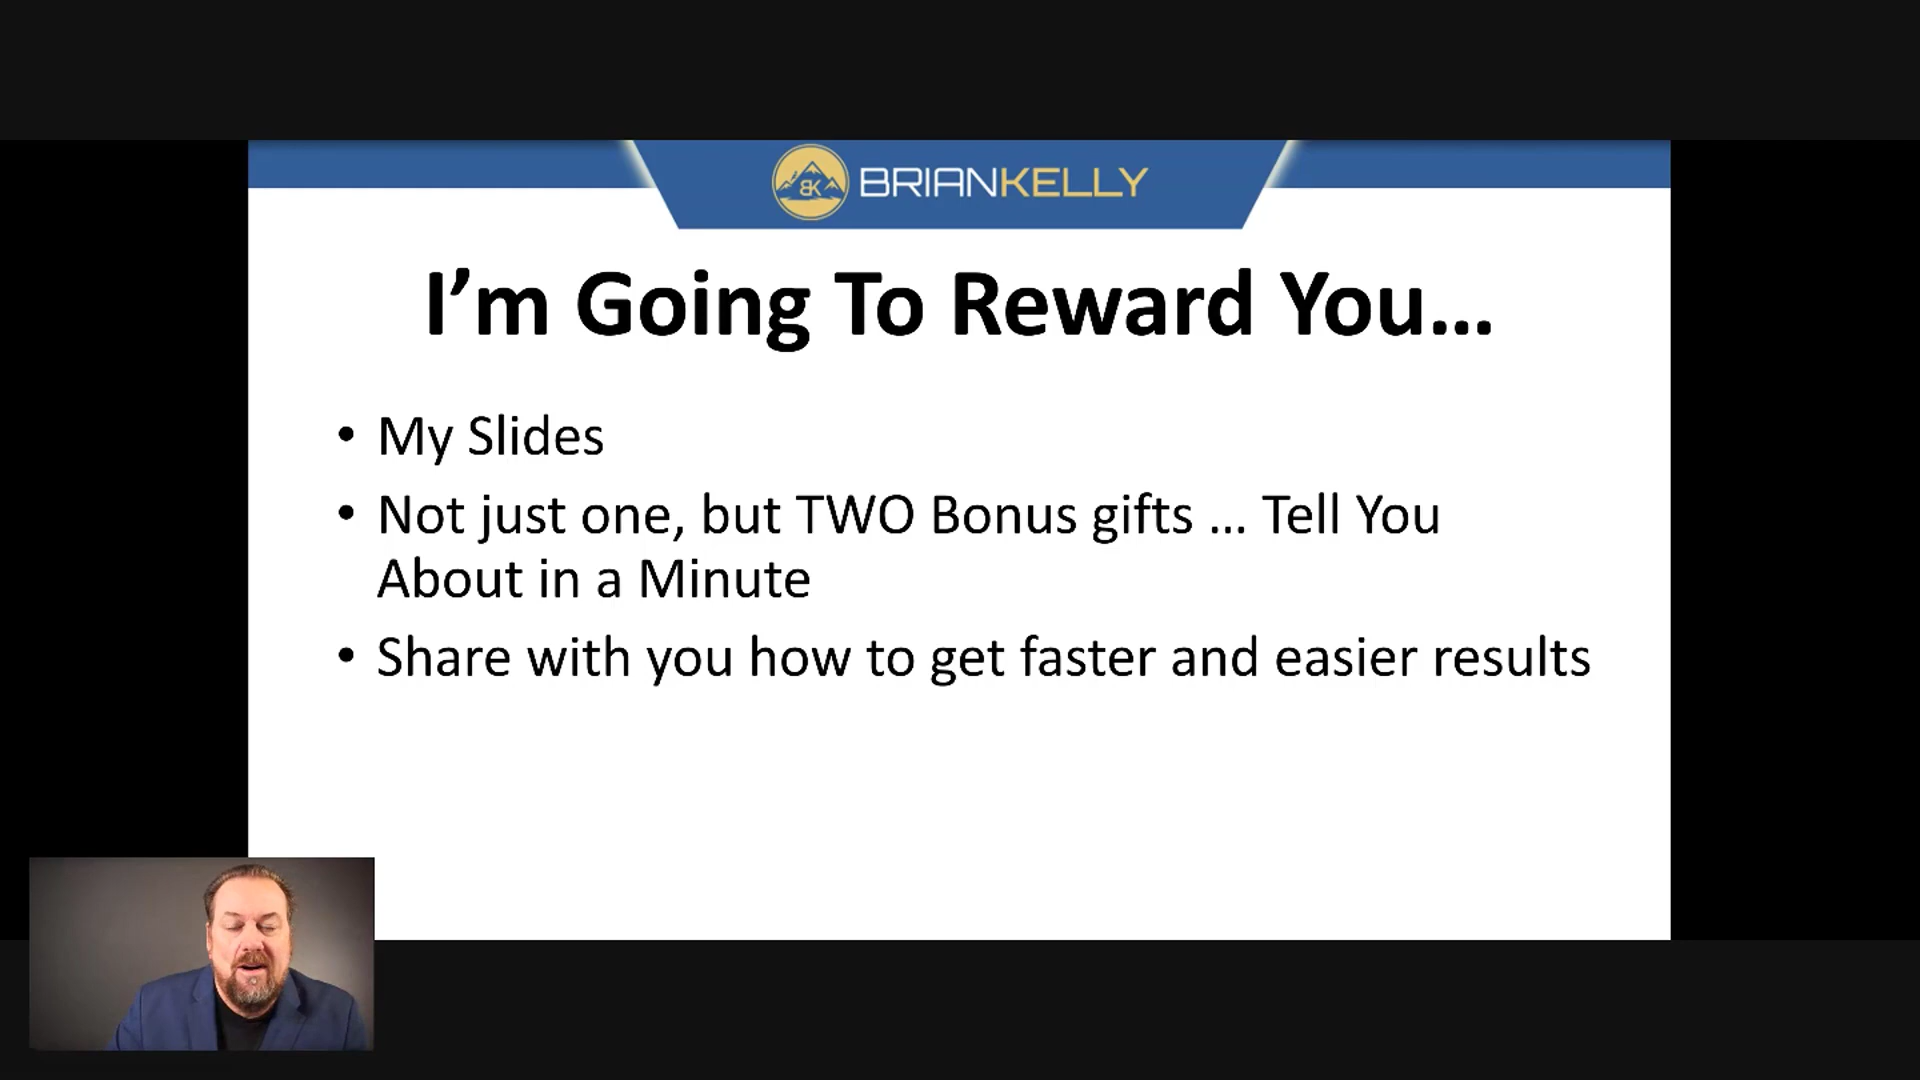 BK BRIANKELLY
I’m Going To Reward You...
• My Slides
• Not just one, but TWO Bonus gifts ... Tell You
About in a Minute
• Share with you how to get faster and easier results